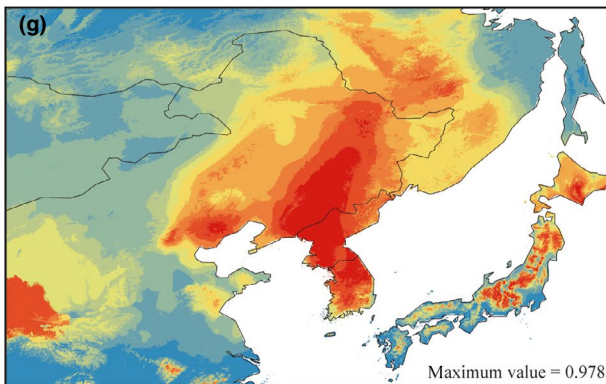 (g)
Maximum value = 0.978